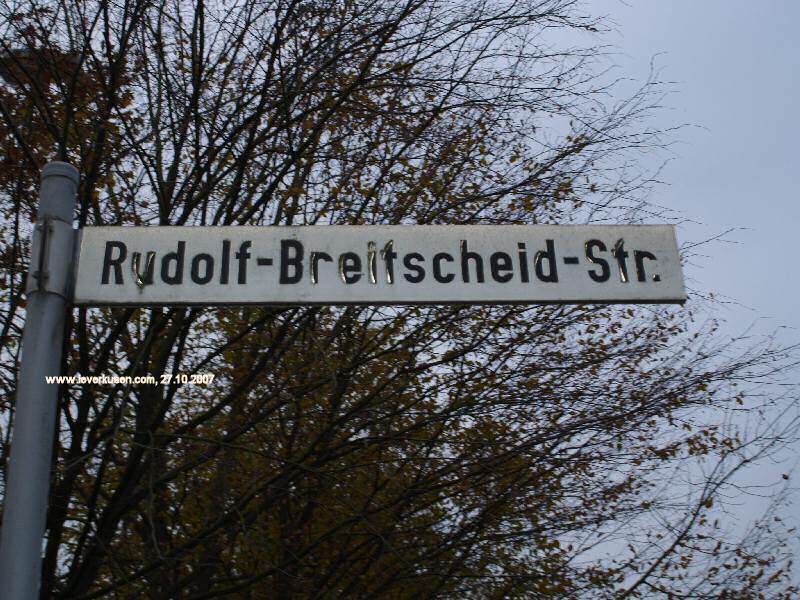 Rudolf-Breitscheid-Str.
www.leverkusen.com, 27.10.2007